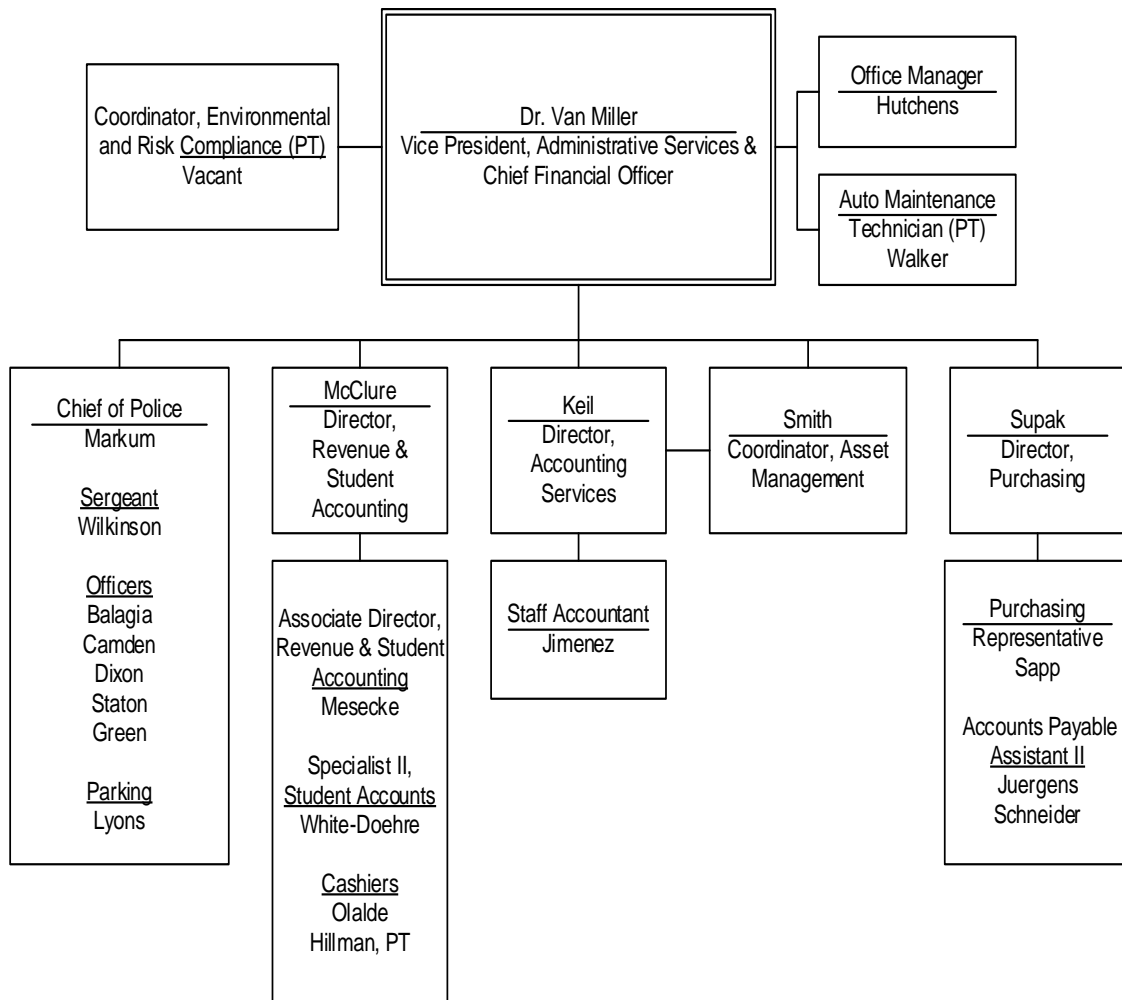 Coordinator, Environmental
and Risk Compliance (PT)
Vacant
Dr. Van Miller
Vice President, Administrative Services &
Chief Financial Officer
Office Manager
Hutchens
Auto Maintenance
Technician (PT)
Walker
Chief of Police
Markum
Sergeant
Wilkinson
Officers
Balagia
Camden
Dixon
Staton
Green
Parking
Lyons
McClure
Director,
Revenue &
Student
Accounting
Associate Director,
Revenue & Student
Accounting
Mesecke
Specialist II,
Student Accounts
White-Doehre
Cashiers
Olalde
Hillman, PT
Keil
Director,
Accounting
Services
Staff Accountant
Jimenez
Smith
Coordinator, Asset
Management
Supak
Director,
Purchasing
Purchasing
Representative
Sapp
Accounts Payable
Assistant II
Juergens
Schneider